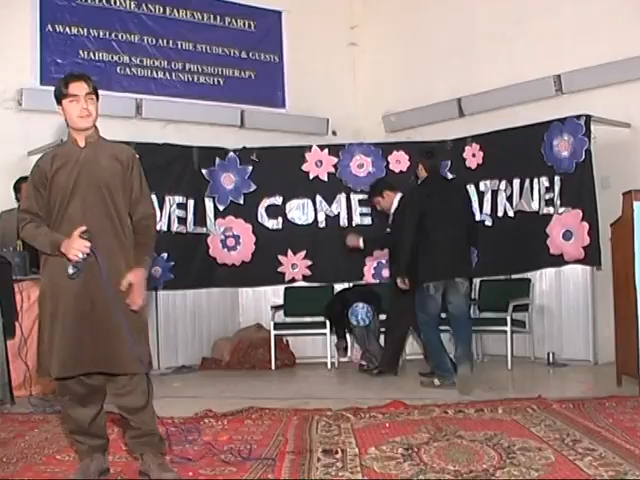 WELCOME AND FAREWELL PARTY
A WARM WELCOME TO ALL THE STUDENTS & GUESTS
MAHBOOB SCHOOL OF PHYSIOTHERAPY
GANDHARA UNIVERSITY
WELL COME